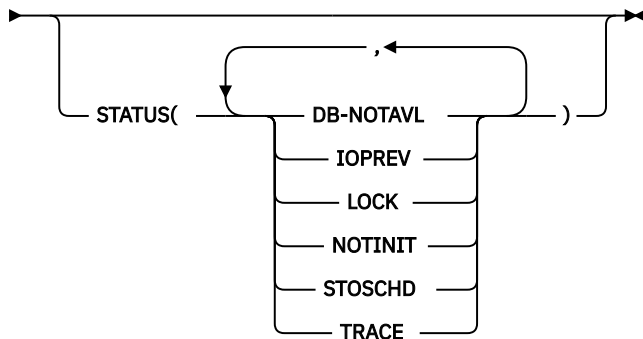 ,
STATUS( DB-NOTAVL )
IOPREV
LOCK
NOTINIT
STOSCHD
TRACE